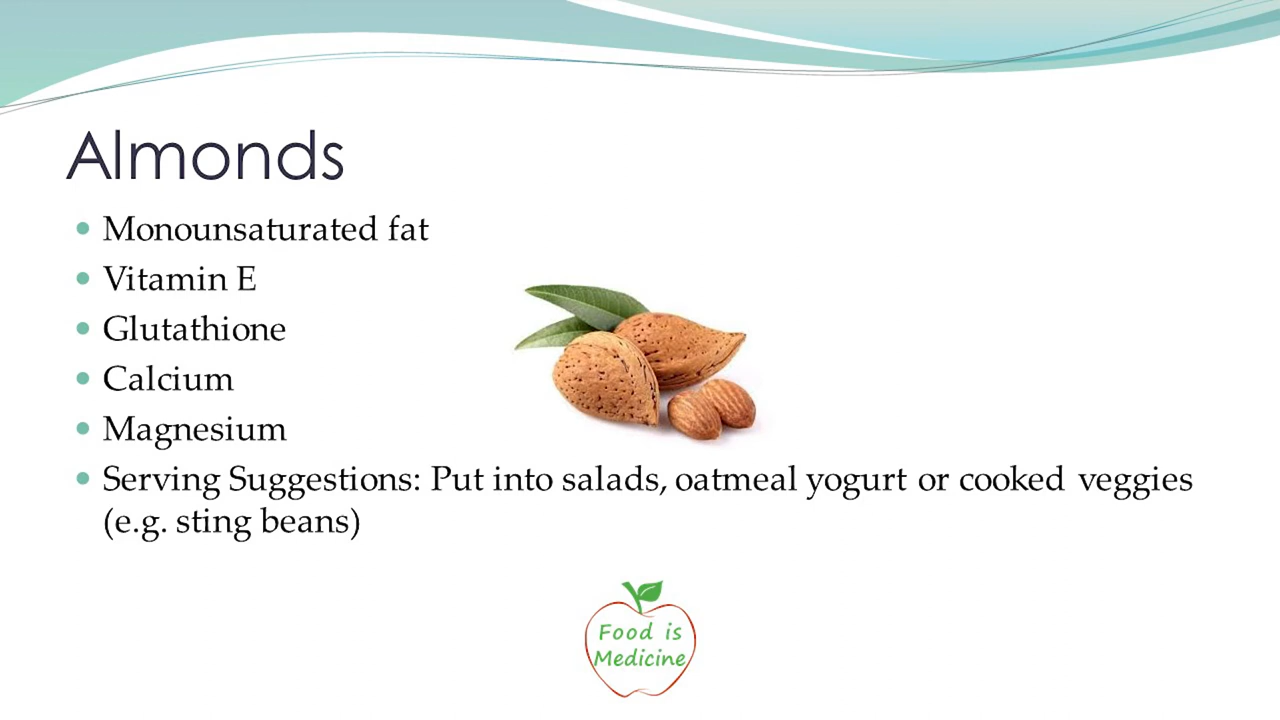 Almonds
Monounsaturated fat
Vitamin E
Glutathione
Calcium
Magnesium
Serving Suggestions: Put into salads, oatmeal yogurt or cooked veggies
(e.g. sting beans)
Food is
Medicine